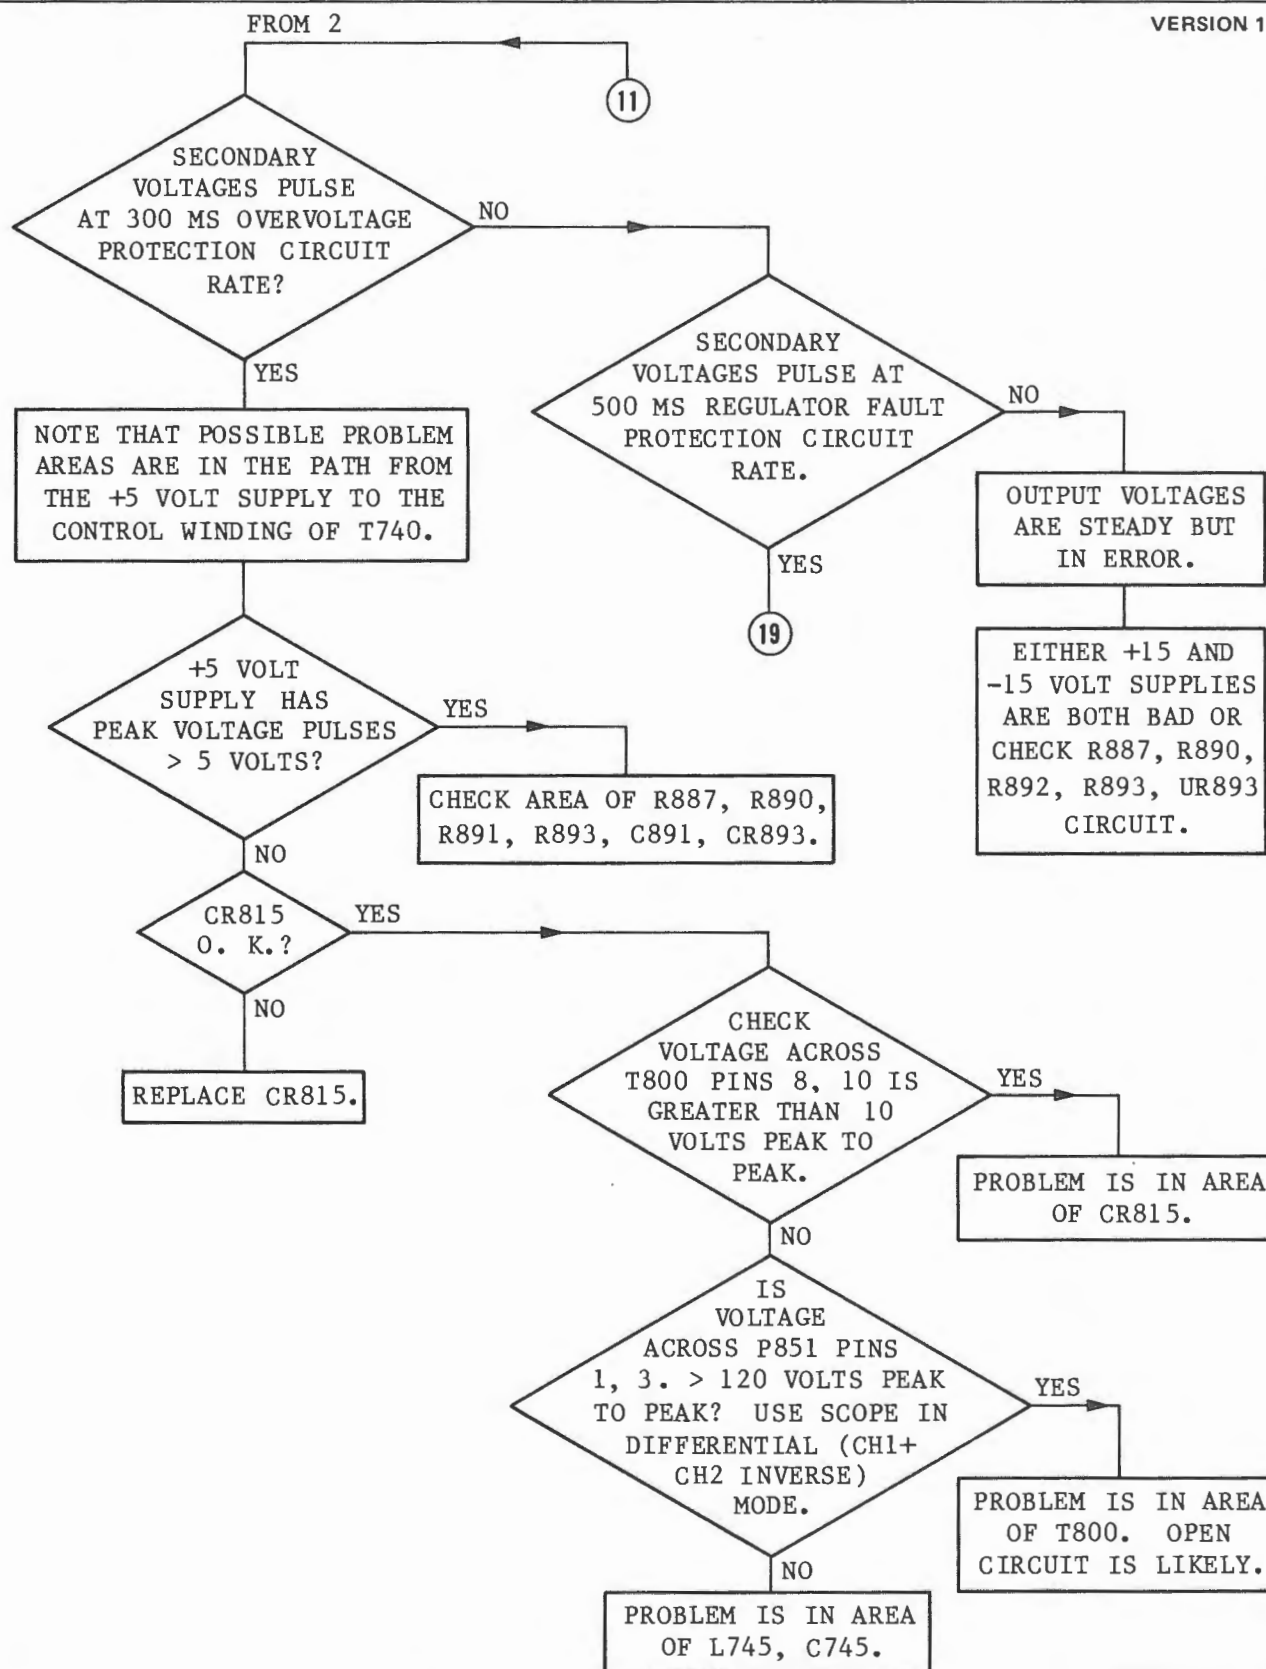 FROM 2
VERSION 1
11
SECONDARY
VOLTAGES PULSE
AT 300 MS OVERVOLTAGE
PROTECTION CIRCUIT
RATE?
NO
YES
SECONDARY
VOLTAGES PULSE AT
500 MS REGULATOR FAULT
PROTECTION CIRCUIT
RATE.
NO
YES
19
NOTE THAT POSSIBLE PROBLEM
AREAS ARE IN THE PATH FROM
THE +5 VOLT SUPPLY TO THE
CONTROL WINDING OF T740.
OUTPUT VOLTAGES
ARE STEADY BUT
IN ERROR.
EITHER +15 AND
-15 VOLT SUPPLIES
ARE BOTH BAD OR
CHECK R887, R890,
R892, R893, UR893
CIRCUIT.
+5 VOLT
SUPPLY HAS
PEAK VOLTAGE PULSES
> 5 VOLTS?
YES
CHECK AREA OF R887, R890,
R891, R893, C891, CR893.
NO
CR815
O. K.?
YES
NO
REPLACE CR815.
CHECK
VOLTAGE ACROSS
T800 PINS 8, 10 IS
GREATER THAN 10
VOLTS PEAK TO
PEAK.
YES
PROBLEM IS IN AREA
OF CR815.
NO
IS
VOLTAGE
ACROSS P851 PINS
1, 3. > 120 VOLTS PEAK
TO PEAK? USE SCOPE IN
DIFFERENTIAL (CH1+
CH2 INVERSE)
MODE.
YES
PROBLEM IS IN AREA
OF T800. OPEN
CIRCUIT IS LIKELY.
NO
PROBLEM IS IN AREA
OF L745, C745.